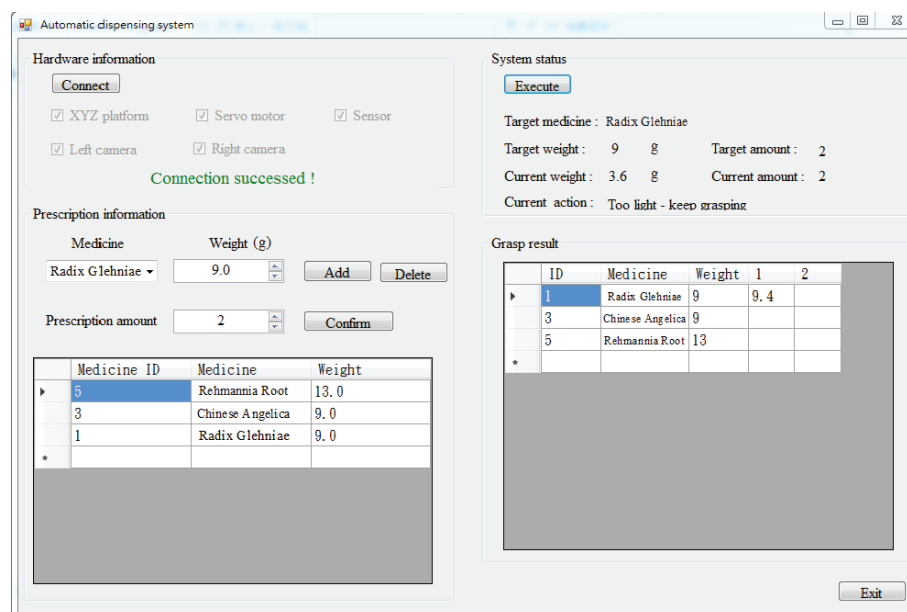 Automatic dispensing system
Hardware information
Connect
XYZ platform Servo motor Sensor
Left camera Right camera
Connection successed !
Prescription information
Medicine Weight (g)
Radix Glehniae 9.0 Add Delete
Prescription amount 2 Confirm
Medicine ID Medicine Weight
5 Rehmannia Root 13.0
3 Chinese Angelica 9.0
1 Radix Glehniae 9.0
*
System status
Execute
Target medicine : Radix Glehniae
Target weight : 9 g Target amount : 2
Current weight : 3.6 g Current amount : 2
Current action : Too light - keep grasping
Grasp result
ID Medicine Weight 1 2
1 Radix Glehniae 9 9.4
3 Chinese Angelica 9
5 Rehmannia Root 13
*
Exit